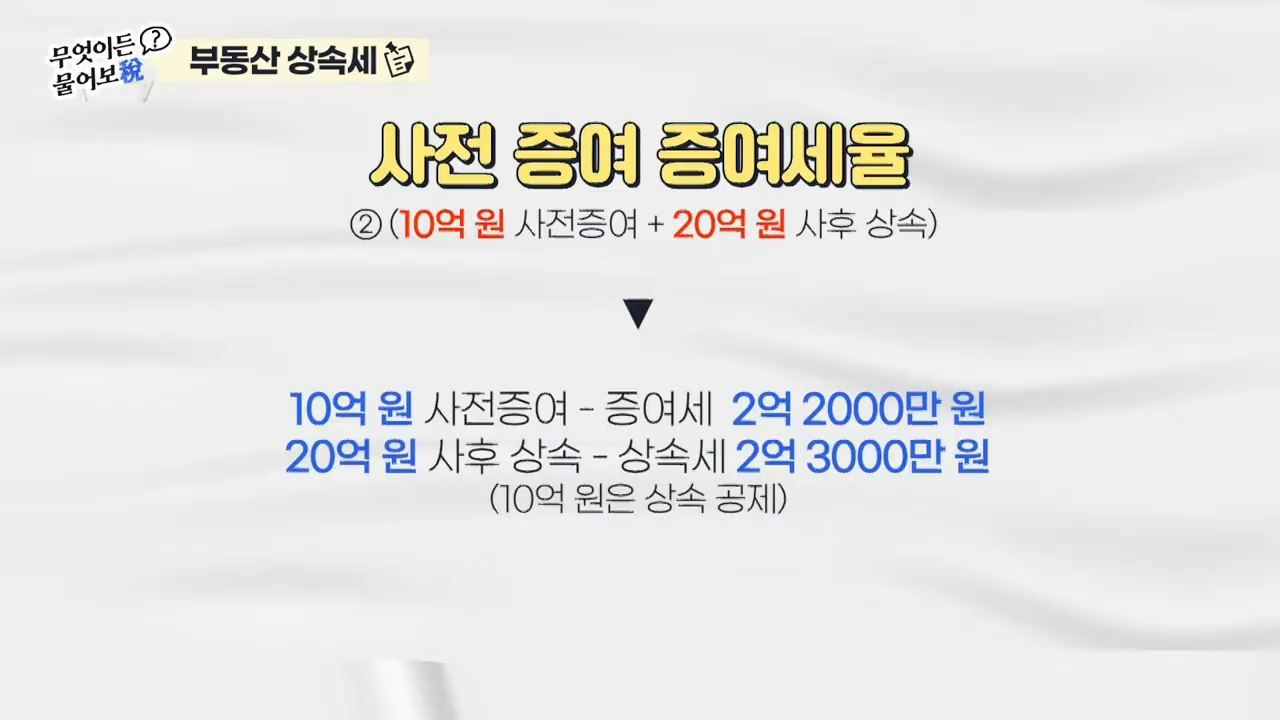 무엇이든 ?
물어보稅
부동산 상속세
사전 증여 증여세율
② (10억 원 사전증여 + 20억 원 사후 상속)
▼
10억 원 사전증여 - 증여세 2억 2000만 원
20억 원 사후 상속 - 상속세 2억 3000만 원
(10억 원은 상속 공제)